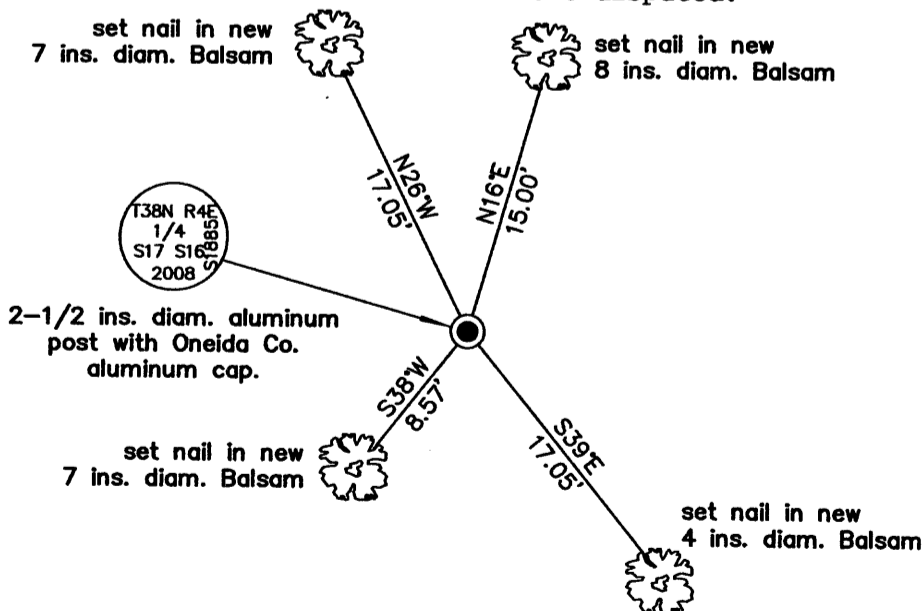 set nail in new
7 ins. diam. Balsam
set nail in new
8 ins. diam. Balsam
N26°W
17.05'
N16°E
15.00'
T38N R4E
1/4
S17 S16
2008
S1885
2-1/2 ins. diam. aluminum
post with Oneida Co.
aluminum cap.
S38°W
8.57'
S39°E
17.05'
set nail in new
7 ins. diam. Balsam
set nail in new
4 ins. diam. Balsam